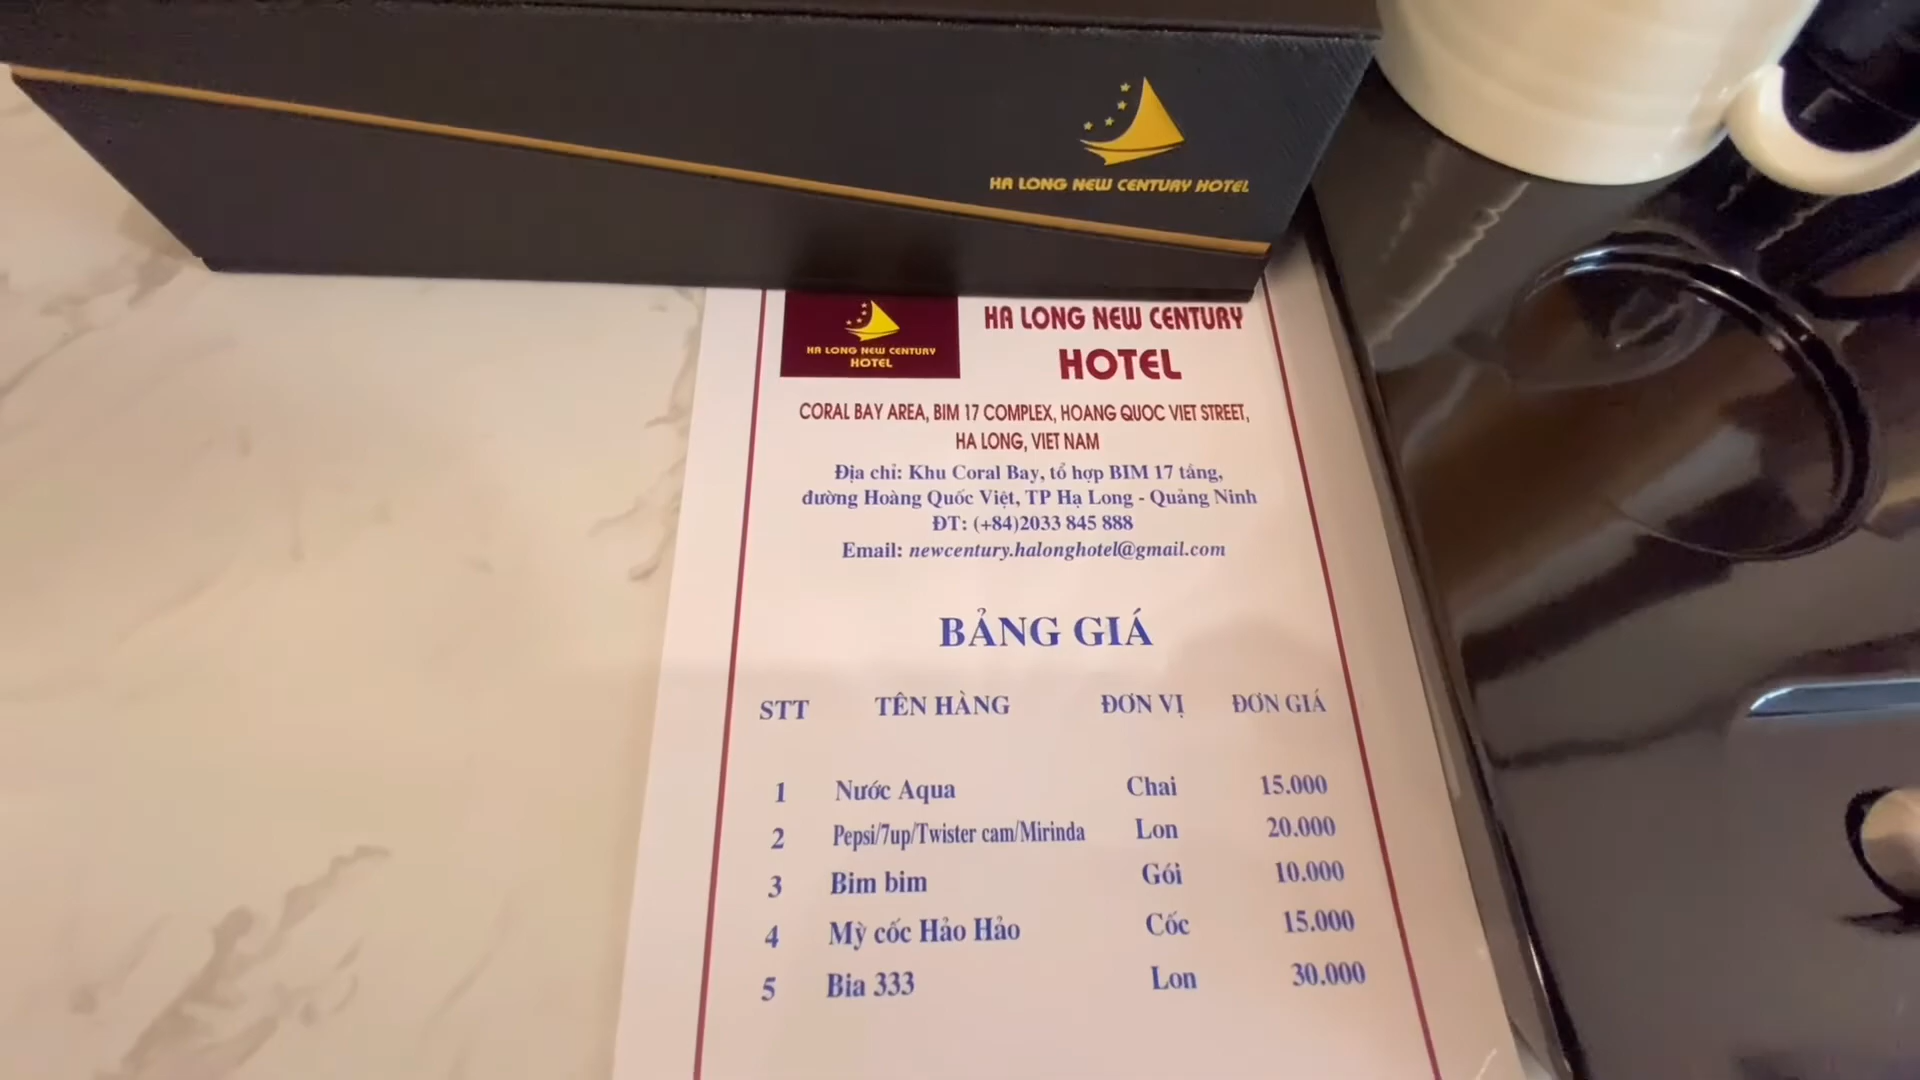 HA LONG NEW CENTURY HOTEL
HA LONG NEW CENTURY
HOTEL
HA LONG NEW CENTURY
HOTEL
CORAL BAY AREA, BIM 17 COMPLEX, HOANG QUOC VIET STREET,
HA LONG, VIET NAM
Địa chỉ: Khu Coral Bay, tổ hợp BIM 17 tầng,
đường Hoàng Quốc Việt, TP Hạ Long - Quảng Ninh
ĐT: (+84)2033 845 888
Email: newcentury.halonghotel@gmail.com
BẢNG GIÁ
STT TÊN HÀNG ĐƠN VỊ ĐƠN GIÁ
1 Nước Aqua Chai 15.000
2 Pepsi/7up/Twister cam/Mirinda Lon 20.000
3 Bim bim Gói 10.000
4 Mỳ cốc Hảo Hảo Cốc 15.000
5 Bia 333 Lon 30.000